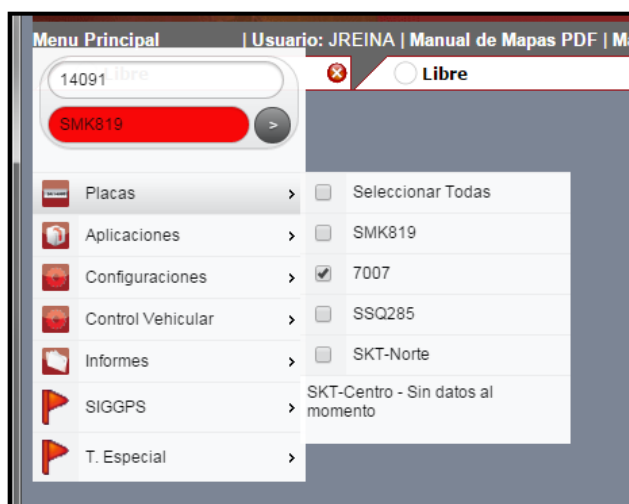 Menu Principal | Usuario: JREINA | Manual de Mapas PDF |
14091
Libre
Libre
SMK819
>
Placas
Seleccionar Todas
Aplicaciones
SMK819
Configuraciones
7007
Control Vehicular
SSQ285
Informes
SKT-Norte
SIGGPS
SKT-Centro - Sin datos al
momento
T. Especial